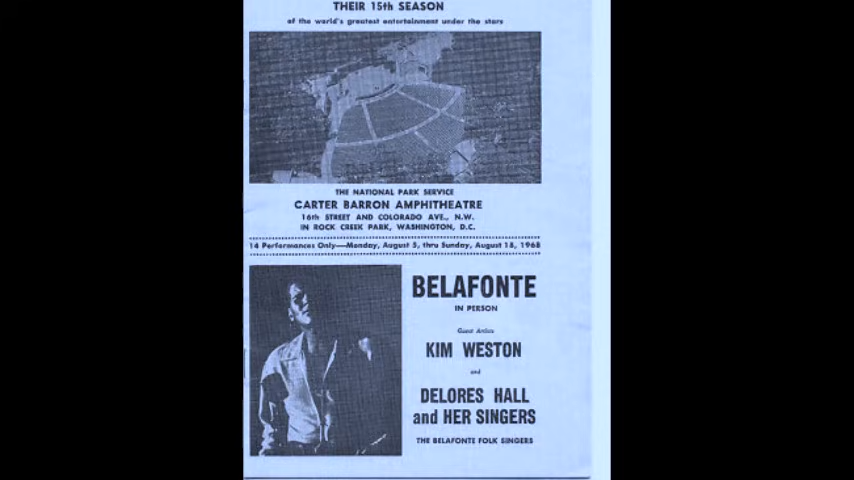 THEIR 15th SEASON
of the world's greatest entertainment under the stars
THE NATIONAL PARK SERVICE
CARTER BARRON AMPHITHEATRE
16th STREET AND COLORADO AVE., N.W.
IN ROCK CREEK PARK, WASHINGTON, D.C.
14 Performances Only—Monday, August 5, thru Sunday, August 18, 1968
BELAFONTE
IN PERSON
Guest Artists
KIM WESTON
and
DELORES HALL
and HER SINGERS
THE BELAFONTE FOLK SINGERS